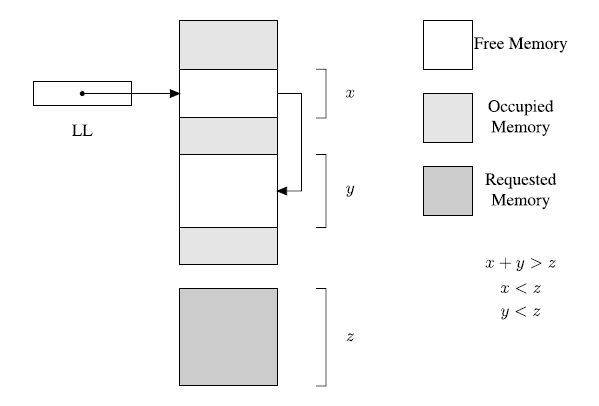 Free Memory
LL
x
Occupied
Memory
y
Requested
Memory
x + y > z
x < z
y < z
z